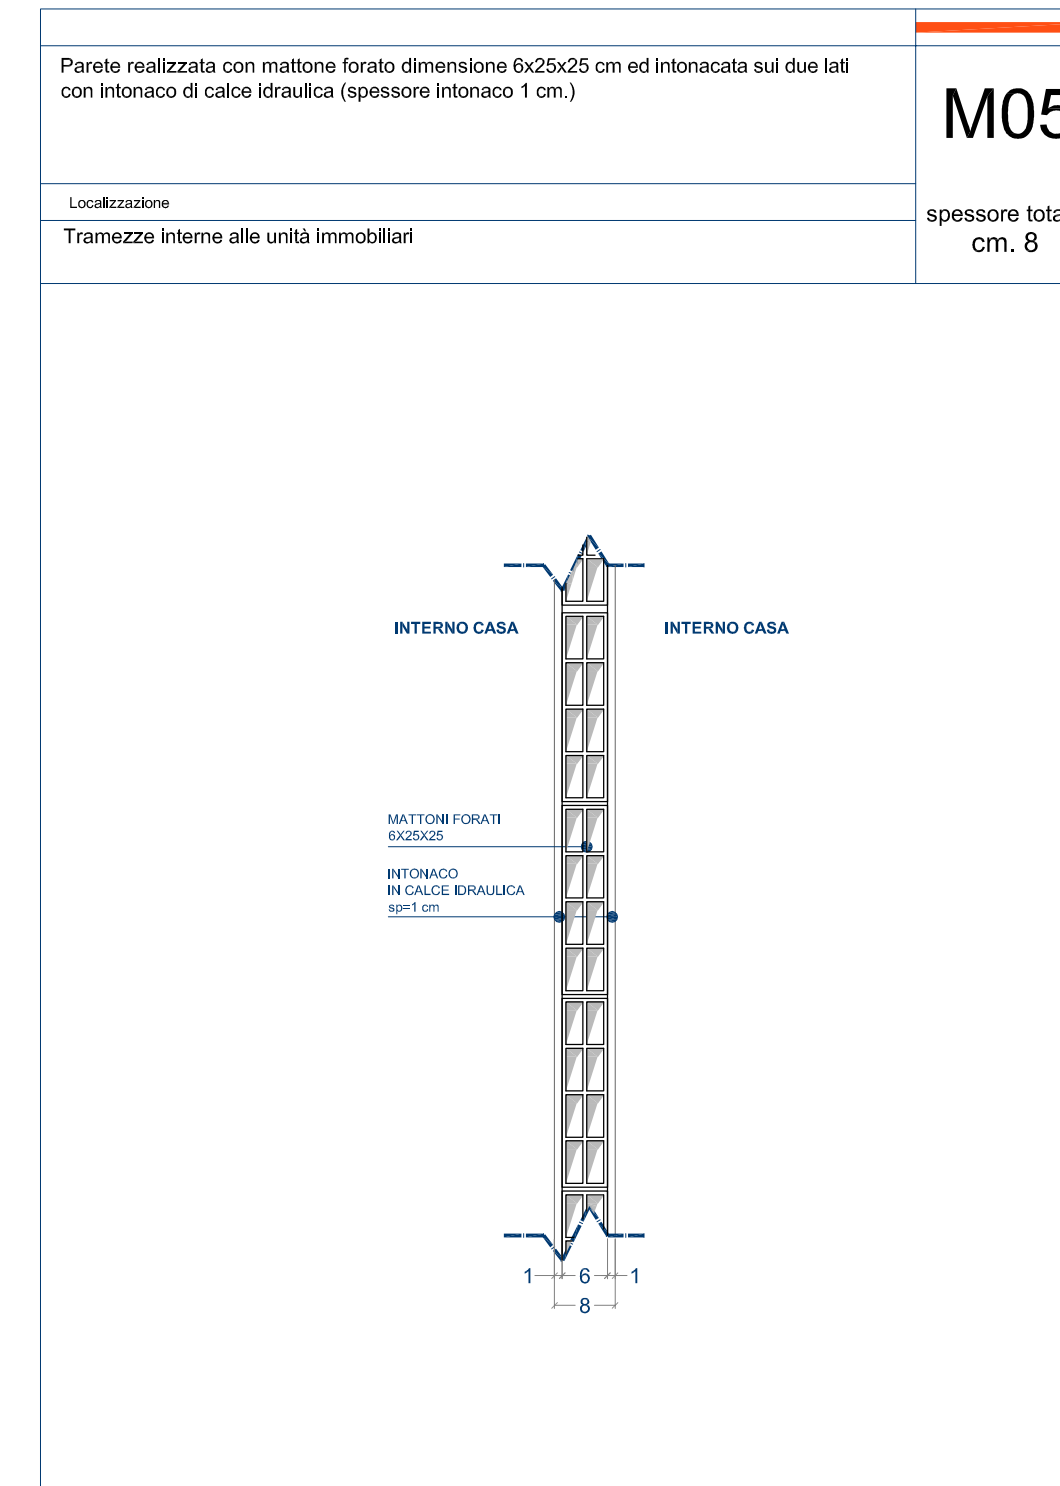 Parete realizzata con mattone forato dimensione 6x25x25 cm ed intonacata sui due lati
con intonaco di calce idraulica (spessore intonaco 1 cm.)
M05
Localizzazione
spessore tota
cm. 8
Tramezze interne alle unità immobiliari
INTERNO CASA
INTERNO CASA
MATTONI FORATI
6X25X25
INTONACO
IN CALCE IDRAULICA
sp=1 cm
1 6 1
8